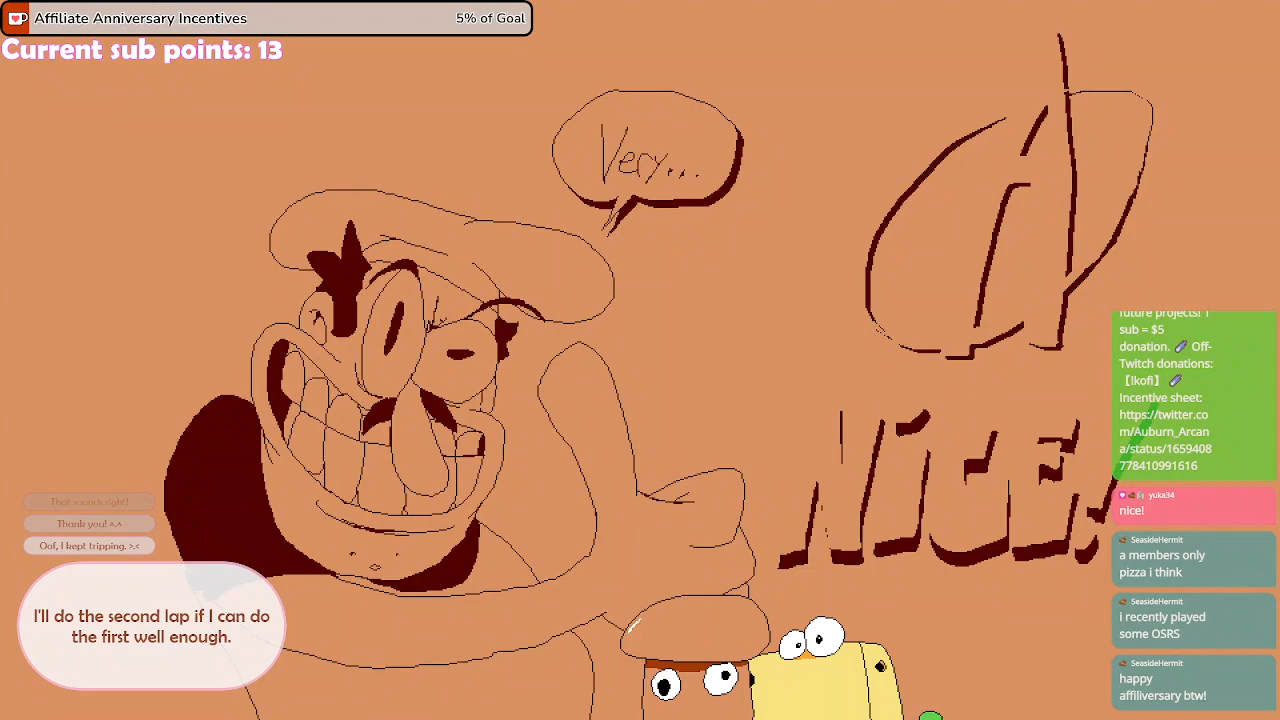 Affiliate Anniversary Incentives
5% of Goal
Current sub points: 13
Very...
d
NICE!
future projects! 1
sub = $5
donation. Off-
Twitch donations:
【!kofi】
Incentive sheet:
https://twitter.co
m/Auburn_Arcan
a/status/1659408
778410991616
yuka34
nice!
SeasideHermit
a members only
pizza i think
SeasideHermit
i recently played
some OSRS
SeasideHermit
happy
affiliversary btw!
That sounds right!
Thank you! ^.^
Oof, I kept tripping. >.<
I'll do the second lap if I can do
the first well enough.